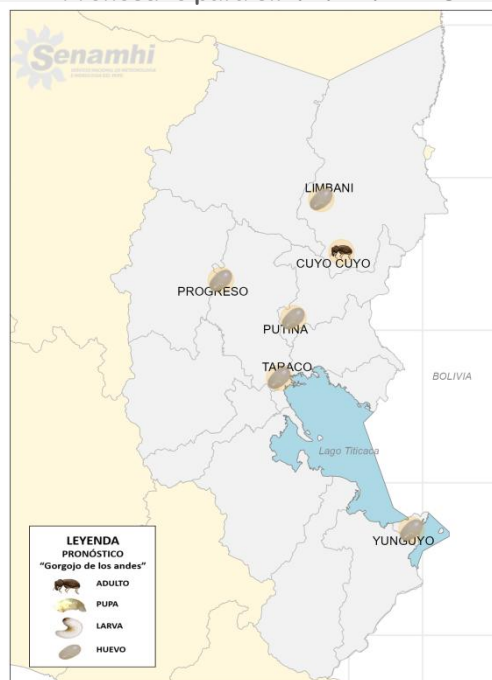 Senamhi
LIMBANI
CUYO CUYO
PROGRESO
PUTINA
TARACO
BOLIVIA
Lago Titicaca
YUNGUYO
LEYENDA
PRONÓSTICO
"Gorgojo de los andes"
ADULTO
PUPA
LARVA
HUEVO